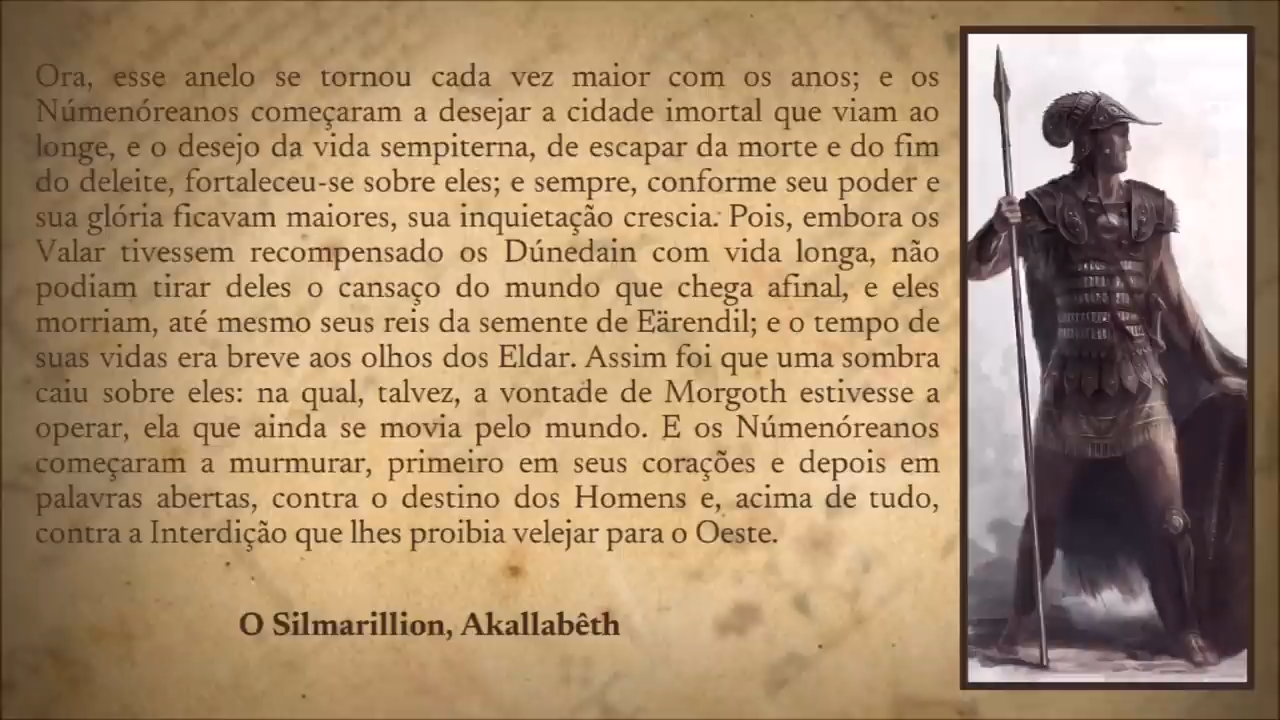 Ora, esse anelo se tornou cada vez maior com os anos; e os
Númenóreanos começaram a desejar a cidade imortal que viam ao
longe, e o desejo da vida sempiterna, de escapar da morte e do fim
do deleite, fortaleceu-se sobre eles; e sempre, conforme seu poder e
sua glória ficavam maiores, sua inquietação crescia. Pois, embora os
Valar tivessem recompensado os Dúnedain com vida longa, não
podiam tirar deles o cansaço do mundo que chega afinal, e eles
morriam, até mesmo seus reis da semente de Eärendil; e o tempo de
suas vidas era breve aos olhos dos Eldar. Assim foi que uma sombra
caiu sobre eles: na qual, talvez, a vontade de Morgoth estivesse a
operar, ela que ainda se movia pelo mundo. E os Númenóreanos
começaram a murmurar, primeiro em seus corações e depois em
palavras abertas, contra o destino dos Homens e, acima de tudo,
contra a Interdição que lhes proibia velejar para o Oeste.
O Silmarillion, Akallabêth